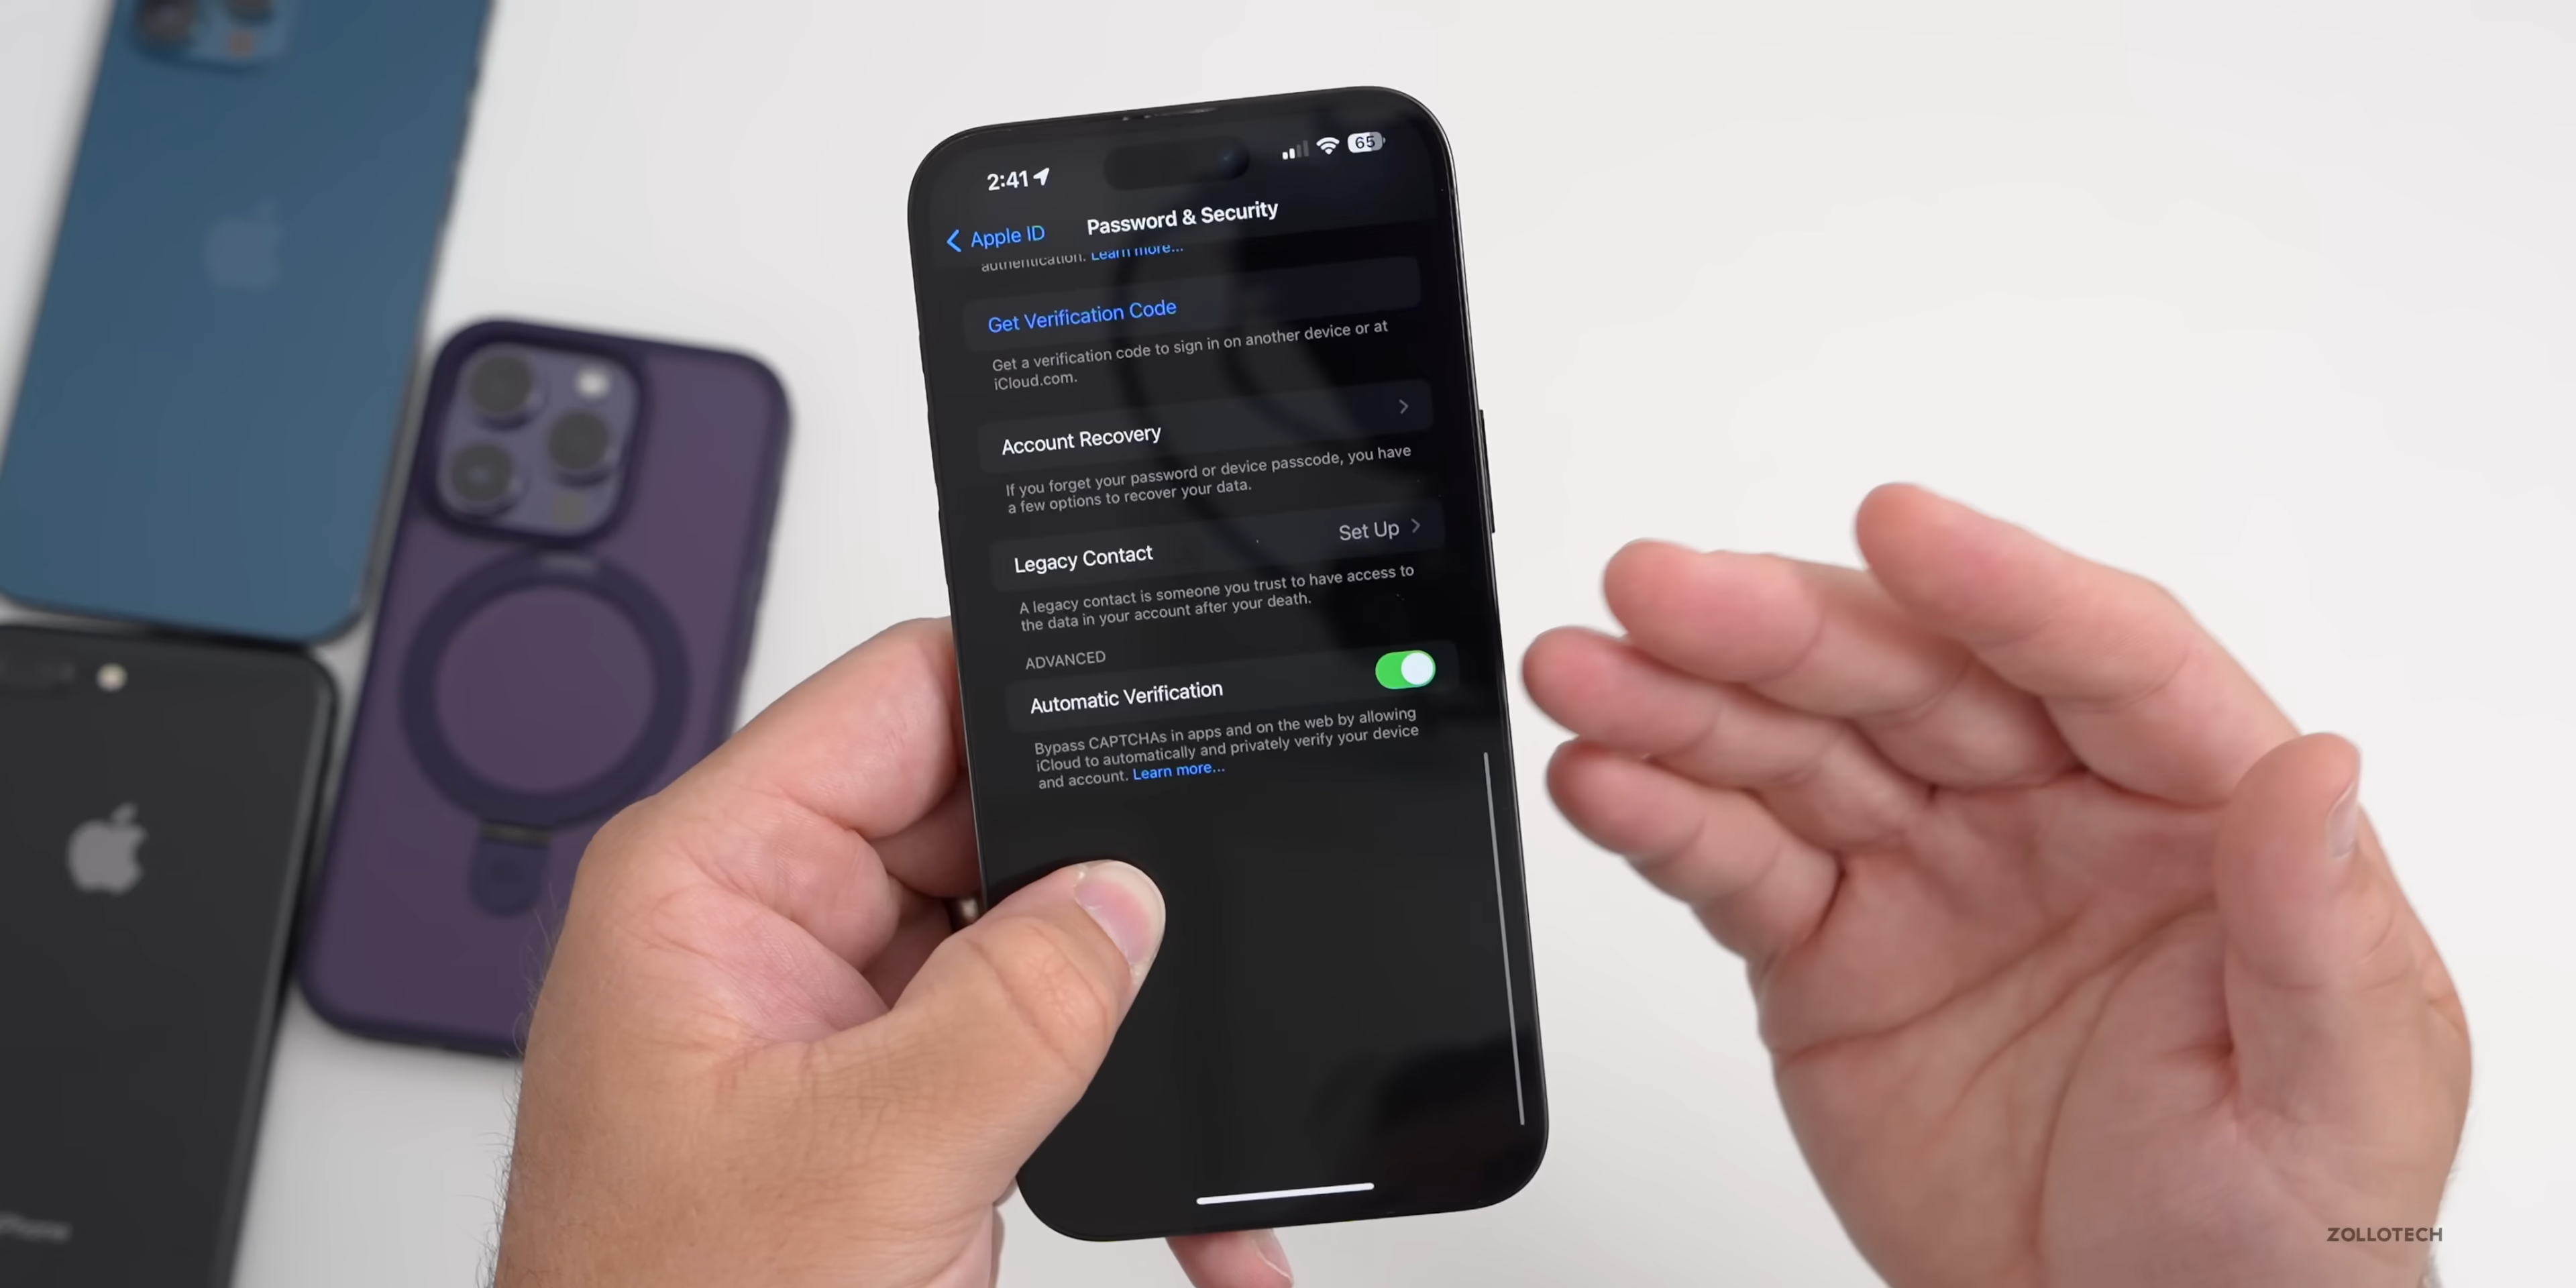 2:41
65
Apple ID
Password & Security
authentication. Learn more...
Get Verification Code
Get a verification code to sign in on another device or at
iCloud.com.
Account Recovery
If you forget your password or device passcode, you have
a few options to recover your data.
Legacy Contact
Set Up
A legacy contact is someone you trust to have access to
the data in your account after your death.
ADVANCED
Automatic Verification
Bypass CAPTCHAs in apps and on the web by allowing
iCloud to automatically and privately verify your device
and account. Learn more...
iPhone
ZOLLOTECH